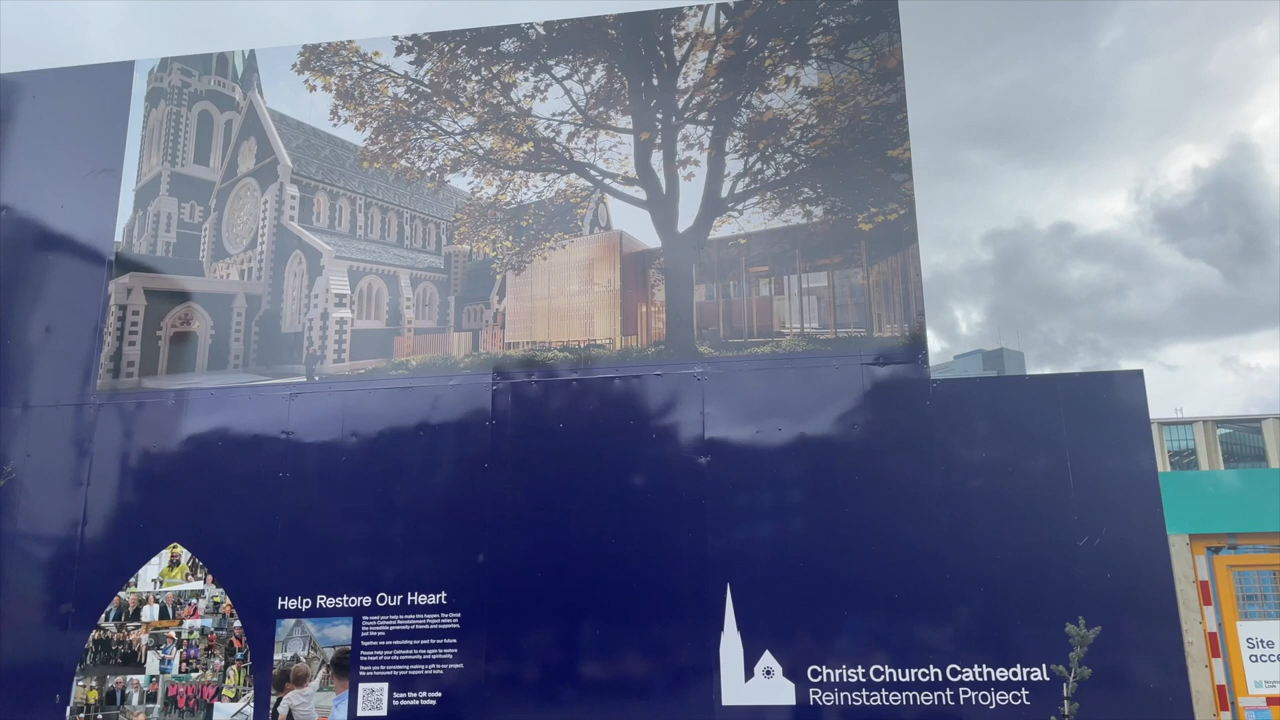 Help Restore Our Heart
We need your help to make this happen. The Christ
Church Cathedral Reinstatement Project relies on
the incredible generosity of friends and supporters,
just like you.
Together, we are rebuilding our past for our future.
Please help your Cathedral to rise again to restore
the heart of our city, community, and spirituality.
Thank you for considering making a gift to our project.
We are honoured by your support and koha.
Scan the QR code
to donate today.
Christ Church Cathedral
Reinstatement Project
Site
acce